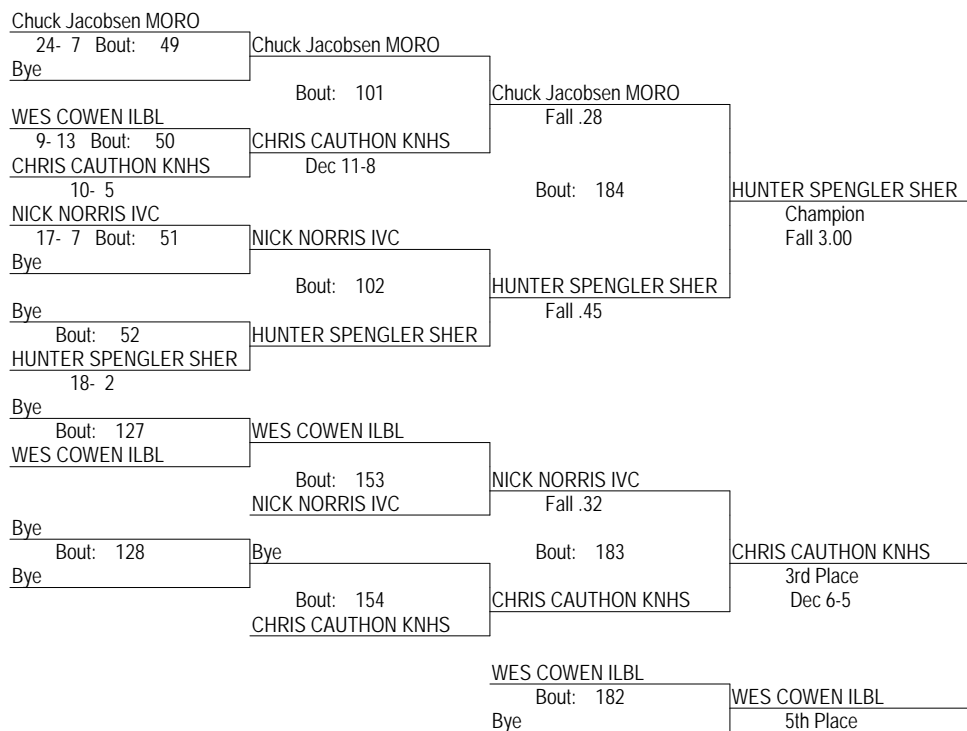 Chuck Jacobsen MORO
24- 7 Bout: 49 Chuck Jacobsen MORO
Bye
Bout: 101 Chuck Jacobsen MORO
WES COWEN ILBL Fall .28
9- 13 Bout: 50 CHRIS CAUTHON KNHS
CHRIS CAUTHON KNHS Dec 11-8
10- 5 Bout: 184 HUNTER SPENGLER SHER
NICK NORRIS IVC Champion
17- 7 Bout: 51 NICK NORRIS IVC Fall 3.00
Bye
Bout: 102 HUNTER SPENGLER SHER
Bye Fall .45
Bout: 52 HUNTER SPENGLER SHER
HUNTER SPENGLER SHER
18- 2
Bye
Bout: 127 WES COWEN ILBL
WES COWEN ILBL
Bout: 153 NICK NORRIS IVC
NICK NORRIS IVC Fall .32
Bye
Bout: 128 Bye Bout: 183 CHRIS CAUTHON KNHS
Bye 3rd Place
Bout: 154 CHRIS CAUTHON KNHS Dec 6-5
CHRIS CAUTHON KNHS
WES COWEN ILBL
Bout: 182 WES COWEN ILBL
Bye 5th Place